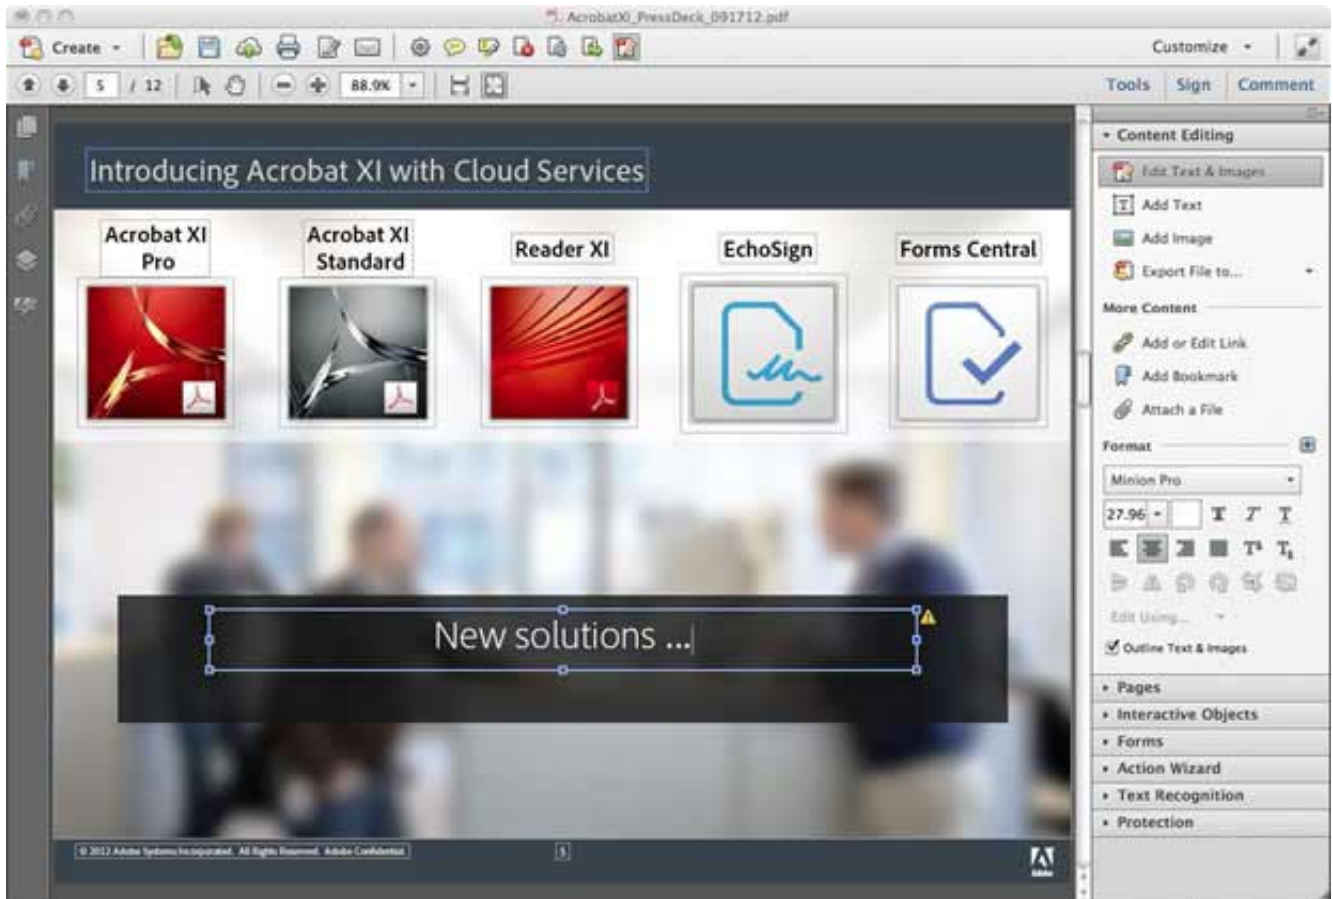 AcrobatXI_PressDeck_091712.pdf
Create
Customize
5 / 12
88.9%
Tools Sign Comment
Content Editing
Introducing Acrobat XI with Cloud Services
Edit Text & Images
Add Text
Add Image
Export File to...
More Content
Add or Edit Link
Add Bookmark
Attach a File
Format
Minion Pro
27.96
Edit Using...
Outline Text & Images
Pages
Interactive Objects
Forms
Action Wizard
Text Recognition
Protection
Acrobat XI
Pro
Acrobat XI
Standard
Reader XI
EchoSign
Forms Central
New solutions ...
© 2012 Adobe Systems Incorporated. All Rights Reserved. Adobe Confidential.
5
Adobe